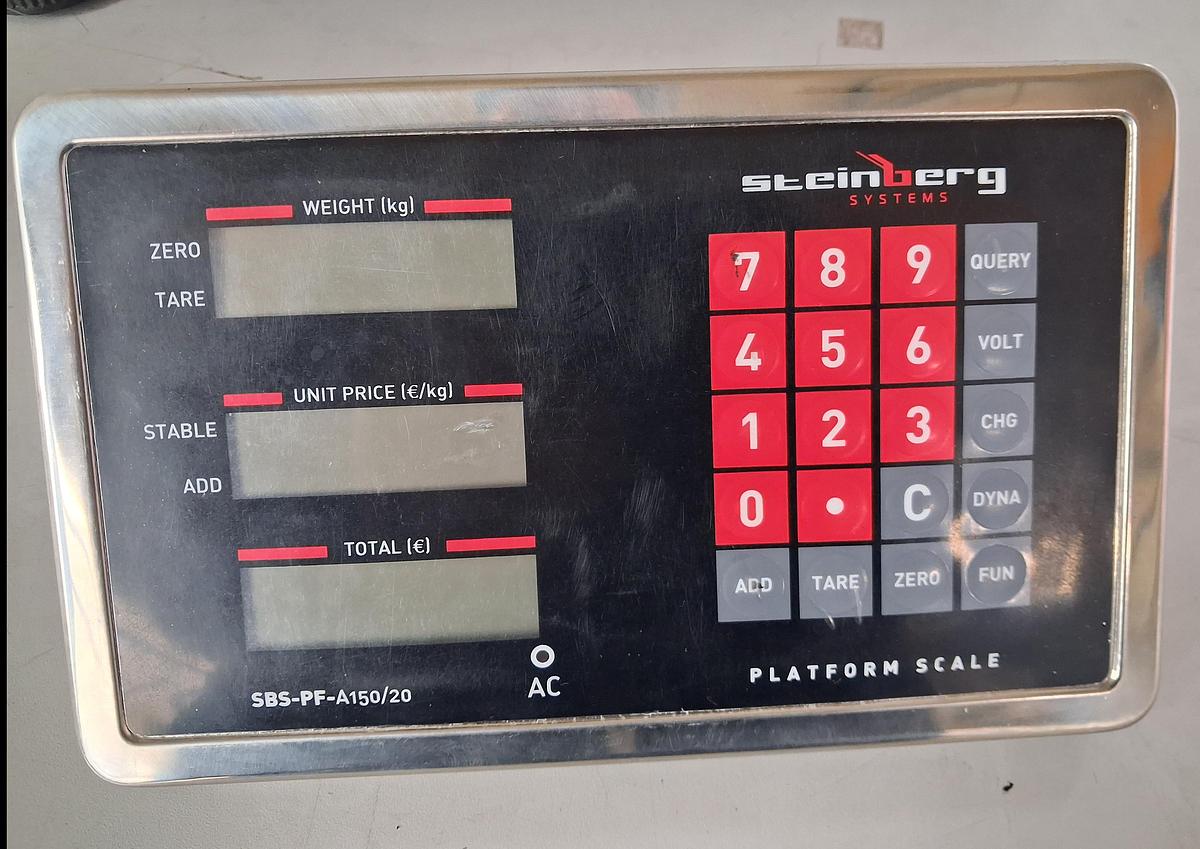 WEIGHT (kg)
ZERO
TARE
UNIT PRICE (€/kg)
STABLE
ADD
TOTAL (€)
SBS-PF-A150/20
AC
steinberg
SYSTEMS
7 8 9 QUERY
4 5 6 VOLT
1 2 3 CHG
0 • C DYNA
ADD TARE ZERO FUN
PLATFORM SCALE